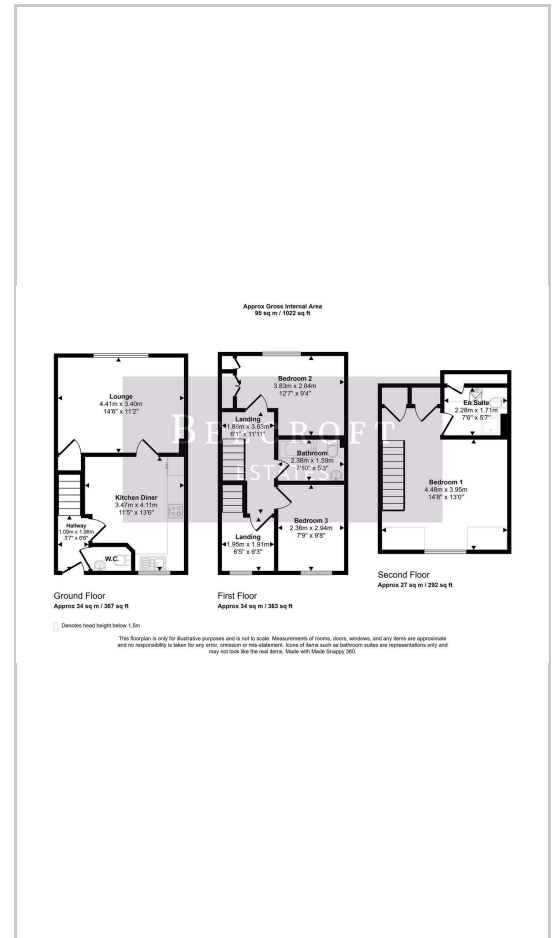 Approx Gross Internal Area
95 sq m / 1022 sq ft
Lounge
4.41m x 3.40m
14'6" x 11'2"
Kitchen Diner
3.47m x 4.11m
11'5" x 13'6"
Hallway
1.09m x 1.98m
3'7" x 6'6"
W.C.
Ground Floor
Approx 34 sq m / 367 sq ft
Bedroom 2
3.83m x 2.84m
12'7" x 9'4"
Landing
1.86m x 3.63m
6'1" x 11'11"
Bathroom
2.38m x 1.59m
7'10" x 5'3"
Bedroom 3
2.36m x 2.94m
7'9" x 9'8"
Landing
1.95m x 1.91m
6'5" x 6'3"
First Floor
Approx 34 sq m / 363 sq ft
En Suite
2.28m x 1.71m
7'6" x 5'7"
Bedroom 1
4.48m x 3.95m
14'8" x 13'0"
Second Floor
Approx 27 sq m / 292 sq ft
ESTATES
Denotes head height below 1.5m
This floorplan is only for illustrative purposes and is not to scale. Measurements of rooms, doors, windows, and any items are approximate
and no responsibility is taken for any error, omission or mis-statement. Icons of items such as bathroom suites are representations only and
may not look like the real items. Made with Made Snappy 360.